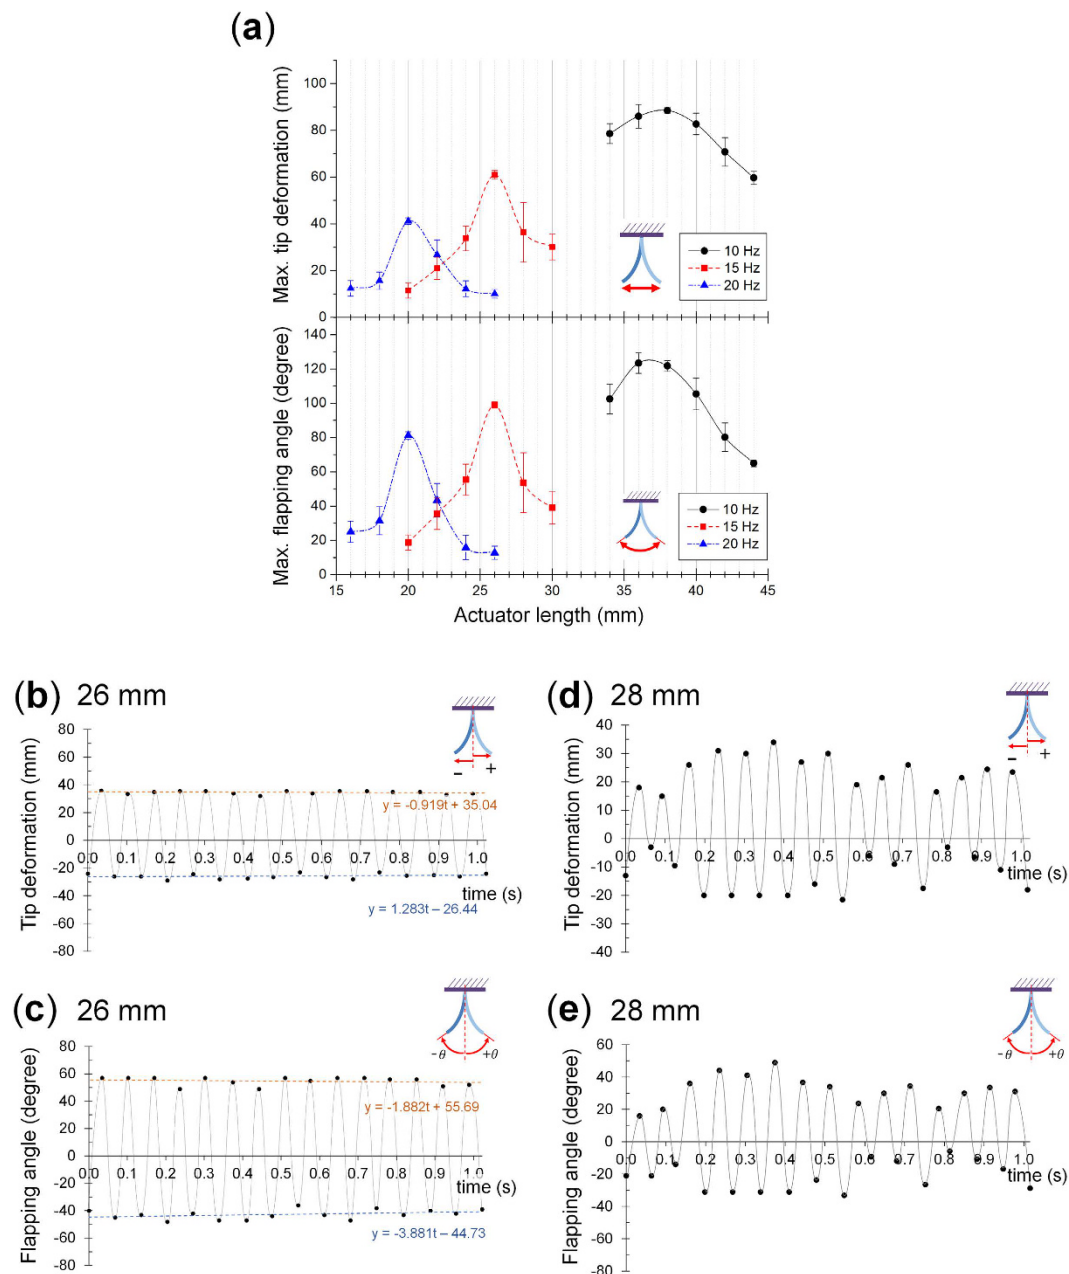 (a)
Max. tip deformation (mm)
100
80
60
40
20
0
10 Hz
15 Hz
20 Hz
Max. flapping angle (degree)
140
120
100
80
60
40
20
0
10 Hz
15 Hz
20 Hz
15 20 25 30 35 40 45
Actuator length (mm)
(b) 26 mm
Tip deformation (mm)
80
60
40
20
0
-20
-40
-60
-80
- +
y = -0.919t + 35.04
0.0 0.1 0.2 0.3 0.4 0.5 0.6 0.7 0.8 0.9 1.0
time (s)
y = 1.283t – 26.44
(d) 28 mm
Tip deformation (mm)
40
30
20
10
0
-10
-20
-30
-40
- +
0.0 0.1 0.2 0.3 0.4 0.5 0.6 0.7 0.8 0.9 1.0
time (s)
(c) 26 mm
Flapping angle (degree)
80
60
40
20
0
-20
-40
-60
-80
-θ +θ
y = -1.882t + 55.69
0.0 0.1 0.2 0.3 0.4 0.5 0.6 0.7 0.8 0.9 1.0
time (s)
y = -3.881t – 44.73
(e) 28 mm
Flapping angle (degree)
60
40
20
0
-20
-40
-60
-80
-θ +θ
0.0 0.1 0.2 0.3 0.4 0.5 0.6 0.7 0.8 0.9 1.0
time (s)